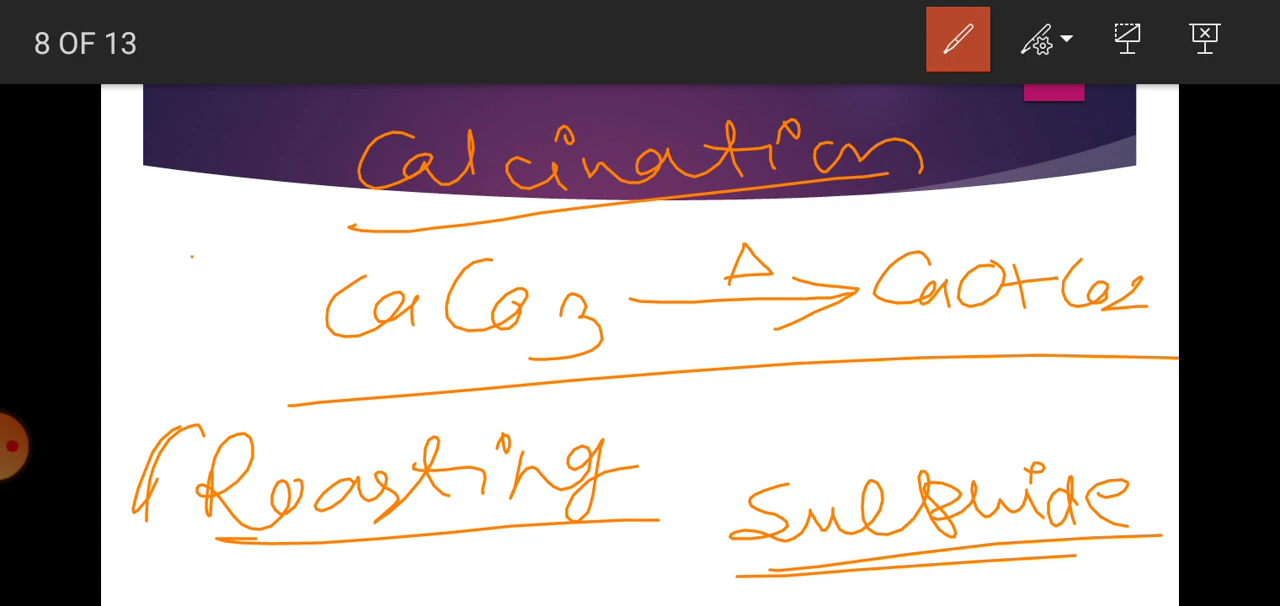 8 OF 13
Calcination
CaCo3 Δ→ CaO+Co2
Roasting Sulphide